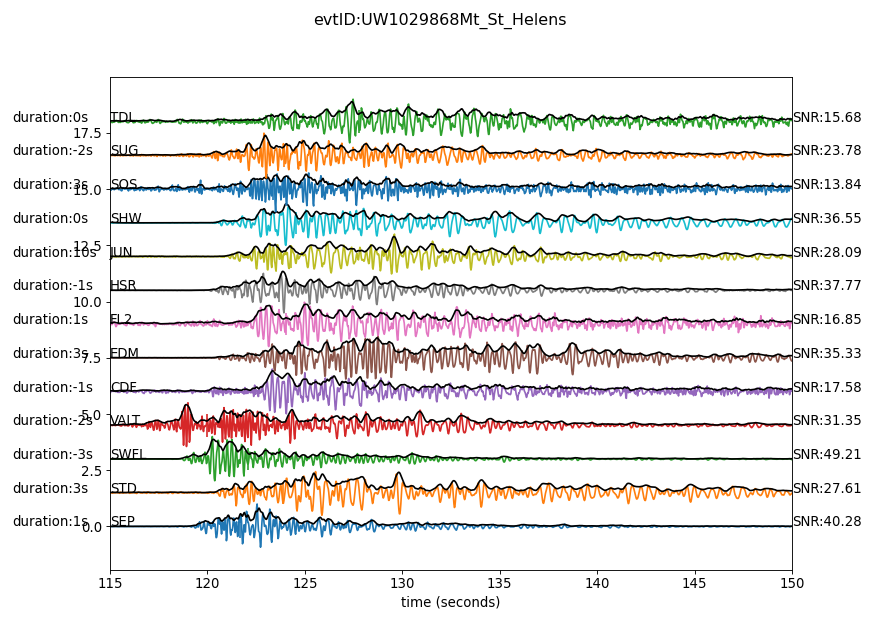 evtID:UW1029868Mt_St_Helens
duration:0s TDL SNR:15.68
17.5
duration:-2s SUG SNR:23.78
duration:3s SOS SNR:13.84
15.0
duration:0s SHW SNR:36.55
12.5
duration:10s JUN SNR:28.09
duration:-1s HSR SNR:37.77
10.0
duration:1s FL2 SNR:16.85
duration:3s EDM SNR:35.33
7.5
duration:-1s CDF SNR:17.58
5.0
duration:-2s VALT SNR:31.35
duration:-3s SWFL SNR:49.21
2.5
duration:3s STD SNR:27.61
duration:1s SEP SNR:40.28
0.0
115 120 125 130 135 140 145 150
time (seconds)